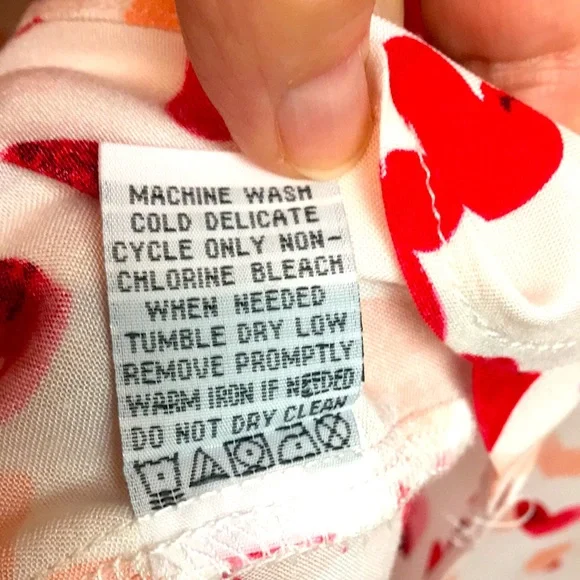 MACHINE WASH
COLD DELICATE
CYCLE ONLY NON-
CHLORINE BLEACH
WHEN NEEDED
TUMBLE DRY LOW
REMOVE PROMPTLY
WARM IRON IF NEEDED
DO NOT DRY CLEAN